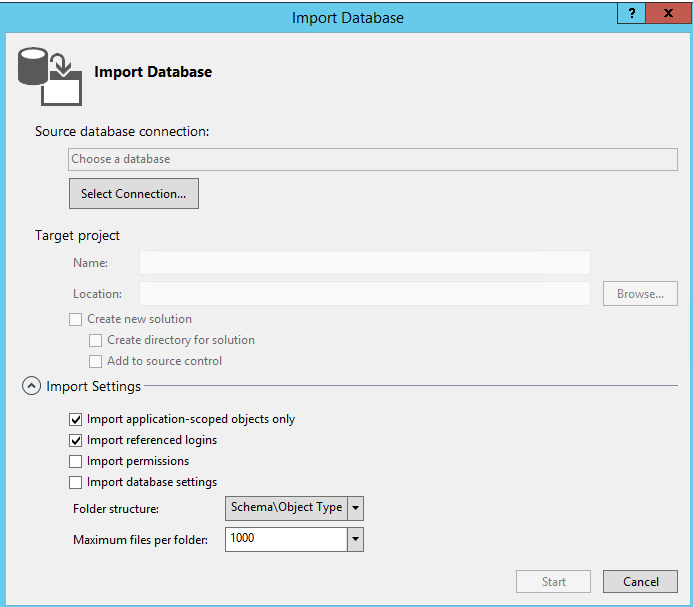 Import Database
? x
Import Database
Source database connection:
Choose a database
Select Connection...
Target project
Name:
Location:
Browse...
Create new solution
Create directory for solution
Add to source control
Import Settings
Import application-scoped objects only
Import referenced logins
Import permissions
Import database settings
Folder structure: Schema\Object Type
Maximum files per folder: 1000
Start Cancel